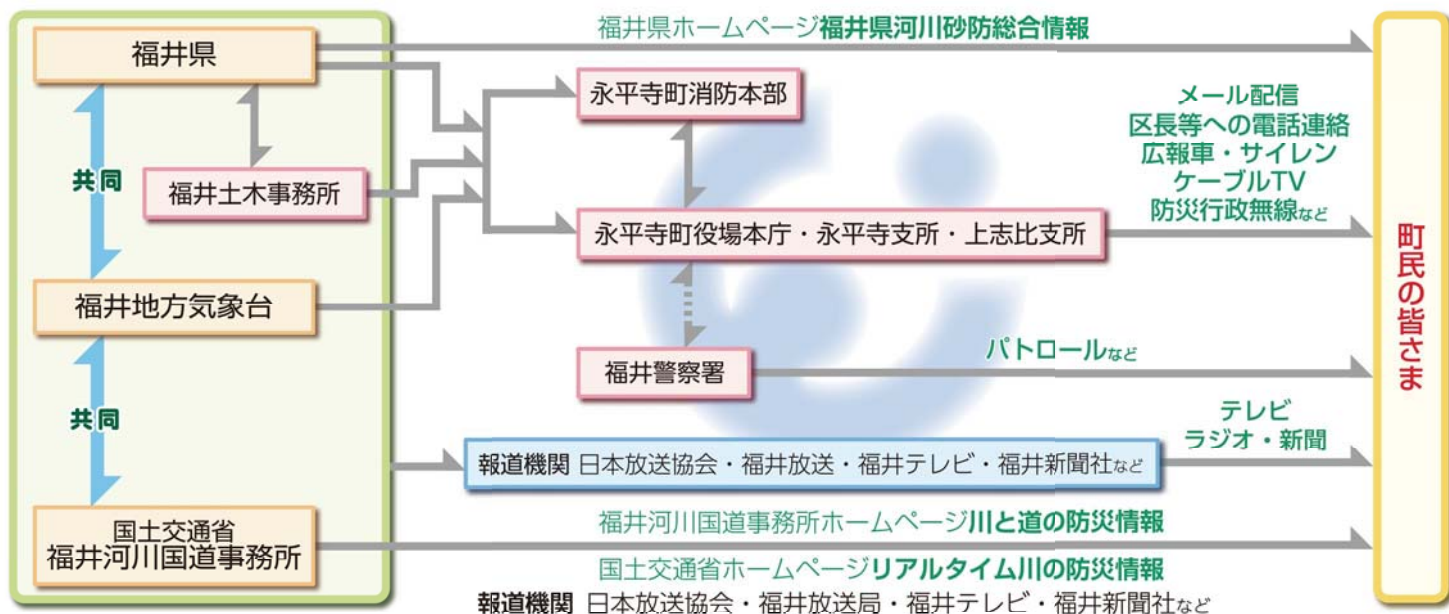 福井県
福井県ホームページ福井県河川砂防総合情報
永平寺町消防本部
メール配信
区長等への電話連絡
広報車・サイレン
ケーブルTV
防災行政無線など
共同
福井土木事務所
永平寺町役場本庁・永平寺支所・上志比支所
町民の皆さま
福井地方気象台
福井警察署
パトロールなど
共同
テレビ
ラジオ・新聞
報道機関 日本放送協会・福井放送・福井テレビ・福井新聞社など
国土交通省
福井河川国道事務所
福井河川国道事務所ホームページ川と道の防災情報
国土交通省ホームページリアルタイム川の防災情報
報道機関 日本放送協会・福井放送局・福井テレビ・福井新聞社など